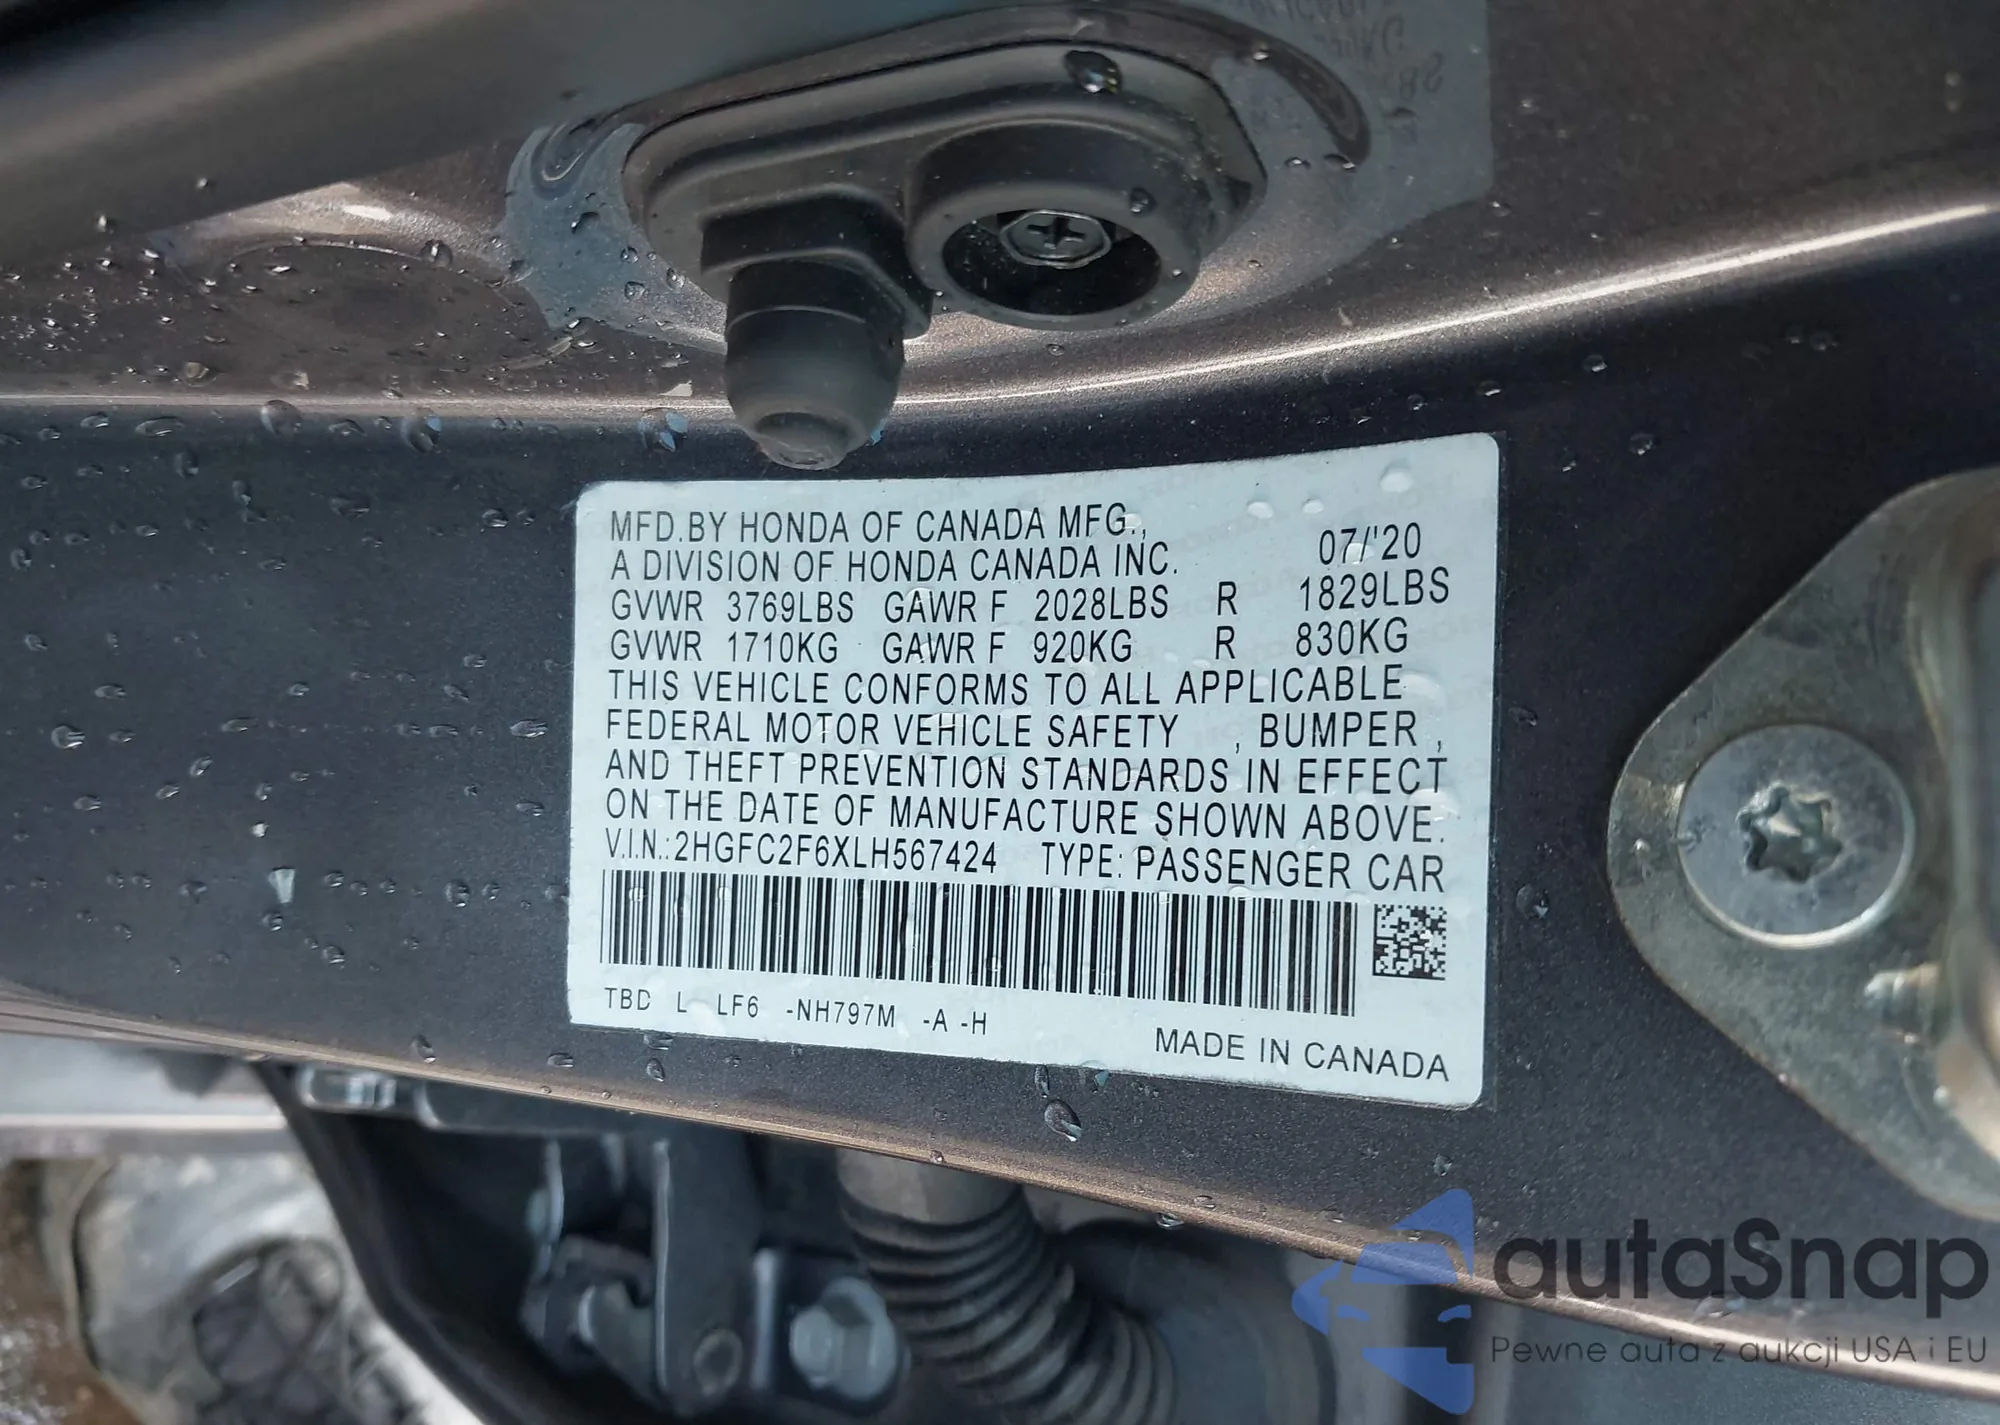 MFD.BY HONDA OF CANADA MFG.,
A DIVISION OF HONDA CANADA INC. 07/'20
GVWR 3769LBS GAWR F 2028LBS R 1829LBS
GVWR 1710KG GAWR F 920KG R 830KG
THIS VEHICLE CONFORMS TO ALL APPLICABLE
FEDERAL MOTOR VEHICLE SAFETY , BUMPER ,
AND THEFT PREVENTION STANDARDS IN EFFECT
ON THE DATE OF MANUFACTURE SHOWN ABOVE.
V.I.N.:2HGFC2F6XLH567424 TYPE: PASSENGER CAR
TBD L LF6 -NH797M -A -H
MADE IN CANADA
autaSnap
Pewne auta z aukcji USA i EU